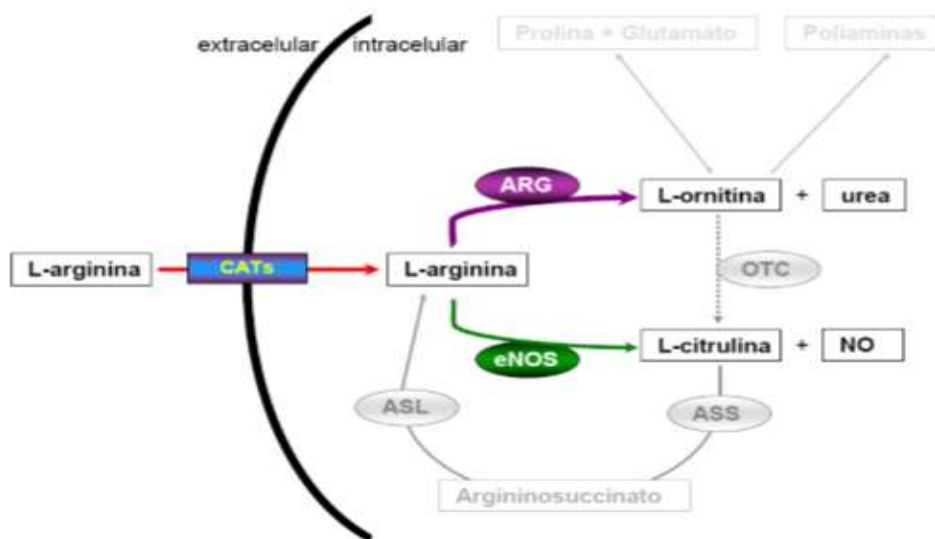 Prolina + Glutamato
Poliaminas
extracelular
intracelular
ARG
L-ornitina + urea
L-arginina
CATs
L-arginina
OTC
eNOS
L-citrulina + NO
ASL
ASS
Argininosuccinato